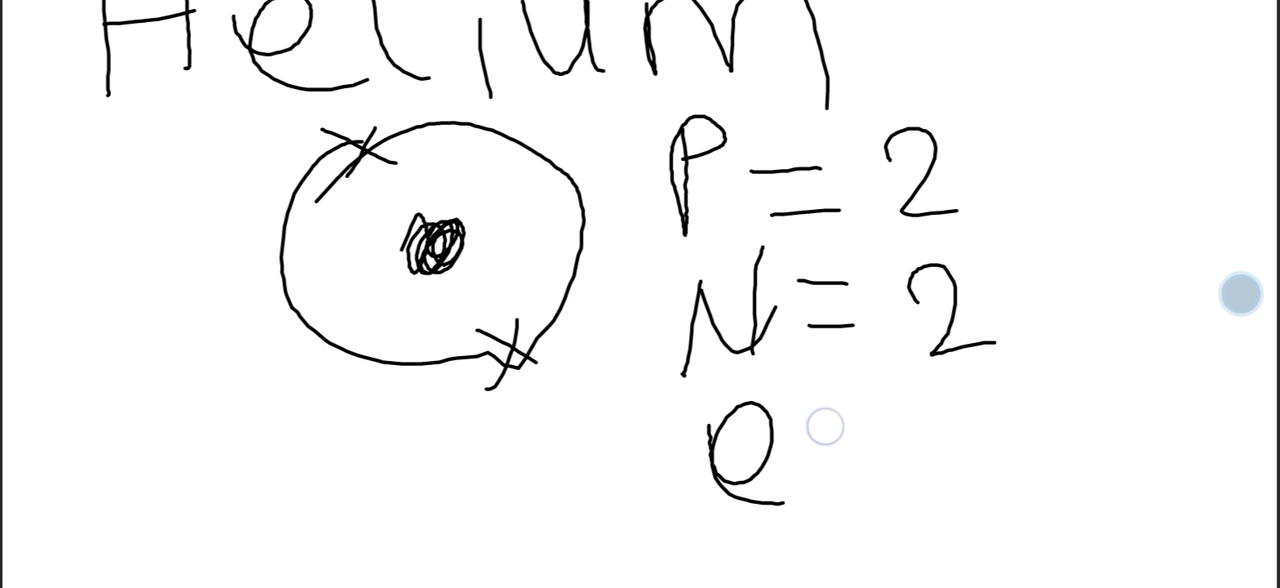 Helium
P = 2
N = 2
e